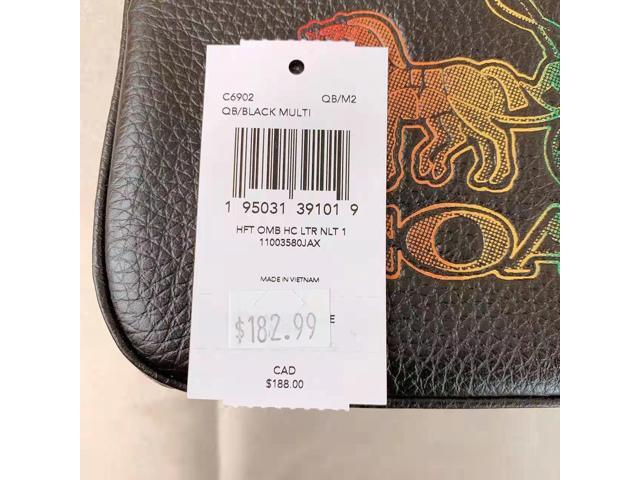 C6902 QB/M2
QB/BLACK MULTI
1 95031 39101 9
HFT OMB HC LTR NLT 1
11003580JAX
MADE IN VIETNAM
$182.99
CAD
$188.00